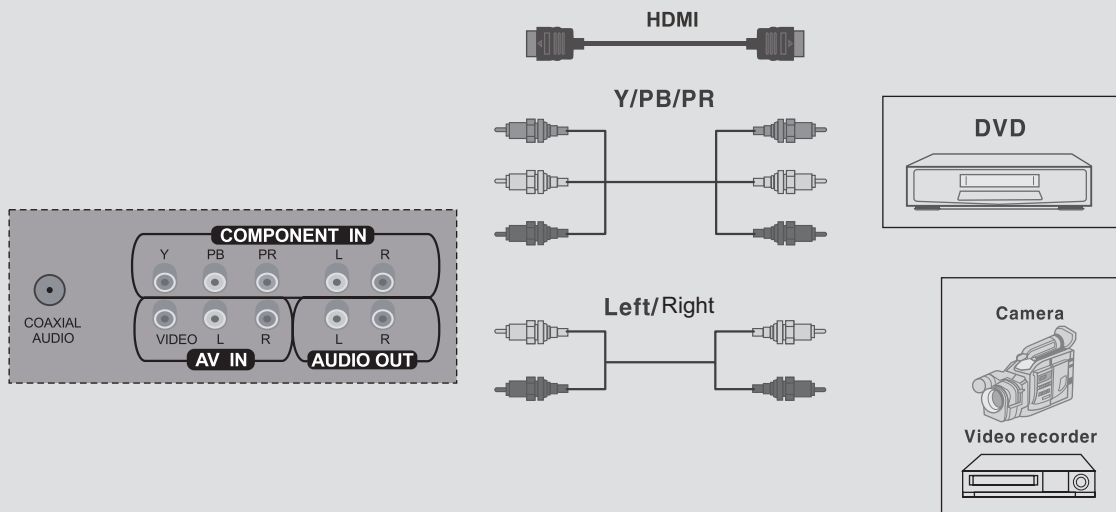 HDMI
Y/PB/PR
DVD
COMPONENT IN
Y PB PR L R
COAXIAL
AUDIO
VIDEO L R L R
AV IN AUDIO OUT
Left/Right
Camera
Video recorder